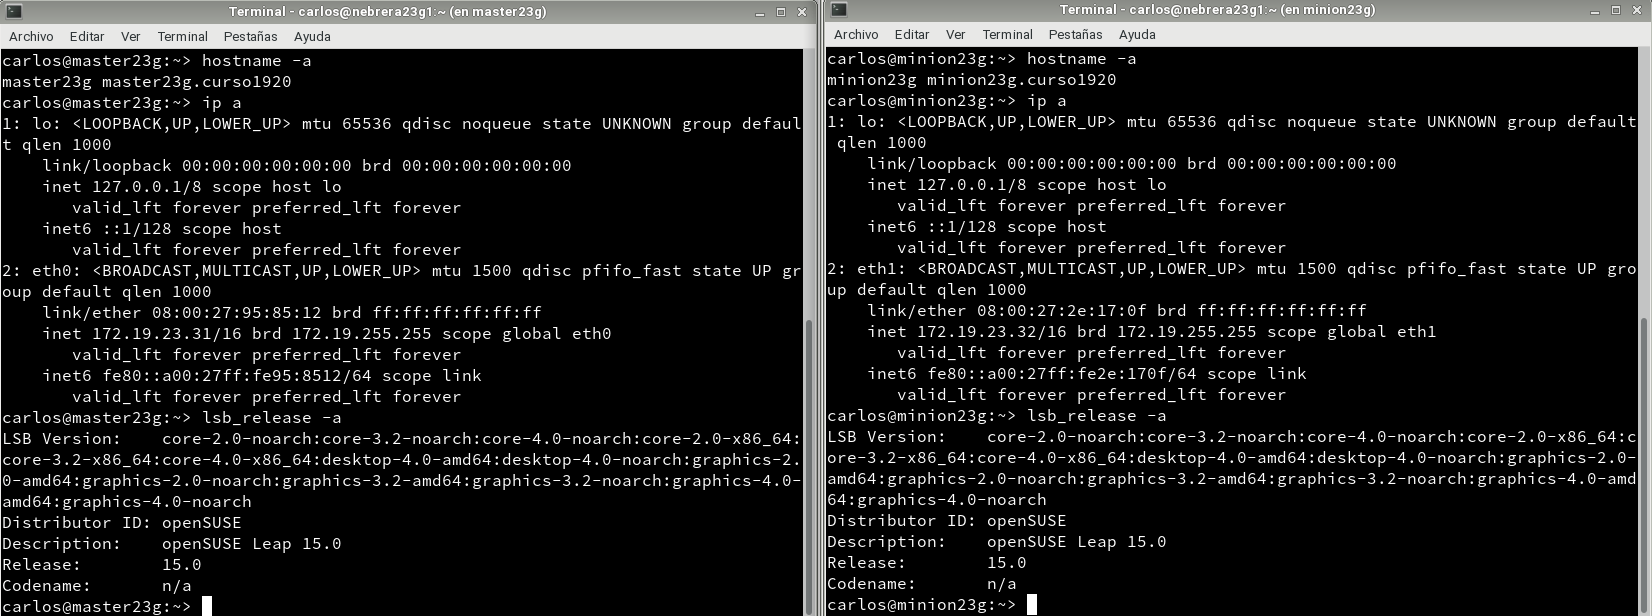 Terminal - carlos@nebrera23g1:~ (en master23g)
Archivo Editar Ver Terminal Pestañas Ayuda
carlos@master23g:~> hostname -a
master23g master23g.curso1920
carlos@master23g:~> ip a
1: lo: <LOOPBACK,UP,LOWER_UP> mtu 65536 qdisc noqueue state UNKNOWN group defaul
t qlen 1000
    link/loopback 00:00:00:00:00:00 brd 00:00:00:00:00:00
    inet 127.0.0.1/8 scope host lo
       valid_lft forever preferred_lft forever
    inet6 ::1/128 scope host
       valid_lft forever preferred_lft forever
2: eth0: <BROADCAST,MULTICAST,UP,LOWER_UP> mtu 1500 qdisc pfifo_fast state UP gr
oup default qlen 1000
    link/ether 08:00:27:95:85:12 brd ff:ff:ff:ff:ff:ff
    inet 172.19.23.31/16 brd 172.19.255.255 scope global eth0
       valid_lft forever preferred_lft forever
    inet6 fe80::a00:27ff:fe95:8512/64 scope link
       valid_lft forever preferred_lft forever
carlos@master23g:~> lsb_release -a
LSB Version:    core-2.0-noarch:core-3.2-noarch:core-4.0-noarch:core-2.0-x86_64:
core-3.2-x86_64:core-4.0-x86_64:desktop-4.0-amd64:desktop-4.0-noarch:graphics-2.
0-amd64:graphics-2.0-noarch:graphics-3.2-amd64:graphics-3.2-noarch:graphics-4.0-
amd64:graphics-4.0-noarch
Distributor ID: openSUSE
Description:    openSUSE Leap 15.0
Release:        15.0
Codename:       n/a
carlos@master23g:~>
Terminal - carlos@nebrera23g1:~ (en minion23g)
Archivo Editar Ver Terminal Pestañas Ayuda
carlos@minion23g:~> hostname -a
minion23g minion23g.curso1920
carlos@minion23g:~> ip a
1: lo: <LOOPBACK,UP,LOWER_UP> mtu 65536 qdisc noqueue state UNKNOWN group default
 qlen 1000
    link/loopback 00:00:00:00:00:00 brd 00:00:00:00:00:00
    inet 127.0.0.1/8 scope host lo
       valid_lft forever preferred_lft forever
    inet6 ::1/128 scope host
       valid_lft forever preferred_lft forever
2: eth1: <BROADCAST,MULTICAST,UP,LOWER_UP> mtu 1500 qdisc pfifo_fast state UP gro
up default qlen 1000
    link/ether 08:00:27:2e:17:0f brd ff:ff:ff:ff:ff:ff
    inet 172.19.23.32/16 brd 172.19.255.255 scope global eth1
       valid_lft forever preferred_lft forever
    inet6 fe80::a00:27ff:fe2e:170f/64 scope link
       valid_lft forever preferred_lft forever
carlos@minion23g:~> lsb_release -a
LSB Version:    core-2.0-noarch:core-3.2-noarch:core-4.0-noarch:core-2.0-x86_64:c
ore-3.2-x86_64:core-4.0-x86_64:desktop-4.0-amd64:desktop-4.0-noarch:graphics-2.0-
amd64:graphics-2.0-noarch:graphics-3.2-amd64:graphics-3.2-noarch:graphics-4.0-amd
64:graphics-4.0-noarch
Distributor ID: openSUSE
Description:    openSUSE Leap 15.0
Release:        15.0
Codename:       n/a
carlos@minion23g:~>